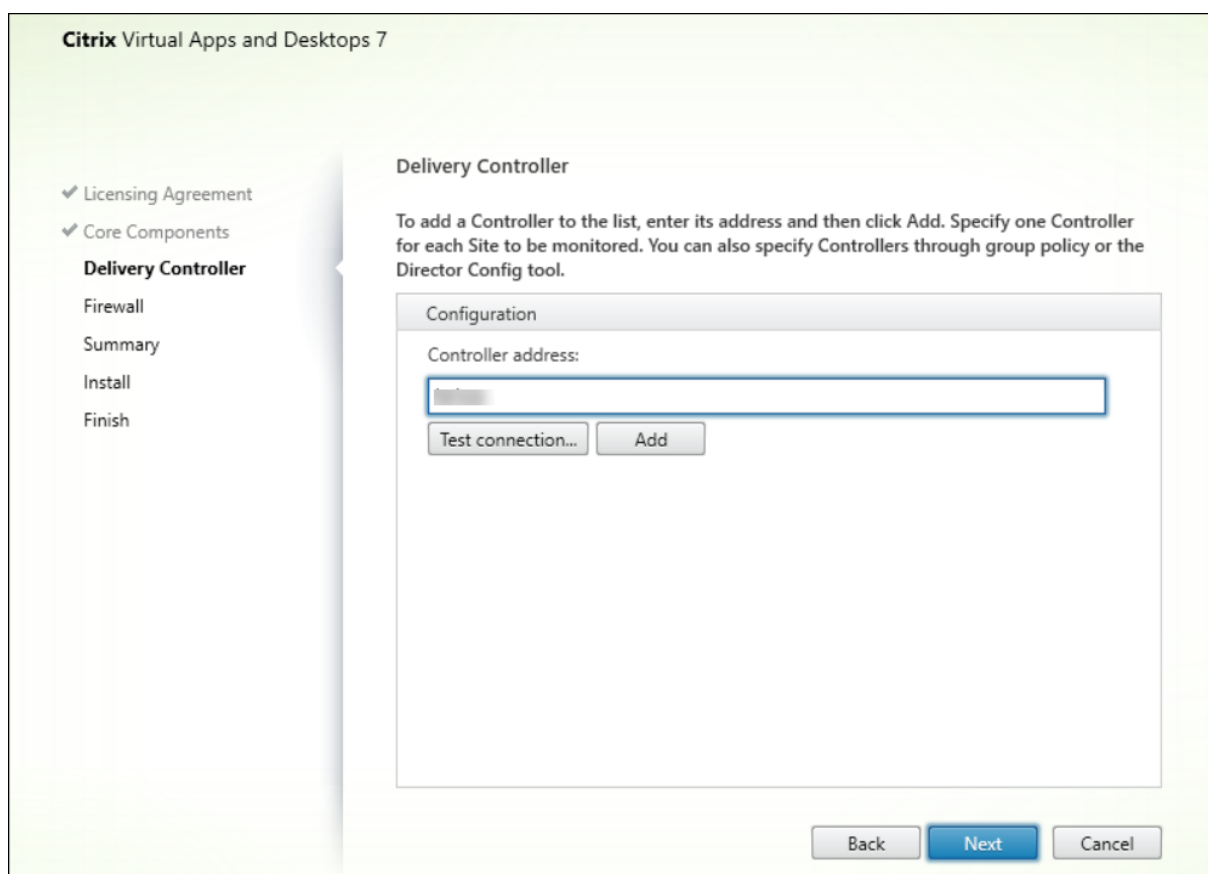 Citrix Virtual Apps and Desktops 7
Licensing Agreement
Core Components
Delivery Controller
Firewall
Summary
Install
Finish
Delivery Controller
To add a Controller to the list, enter its address and then click Add. Specify one Controller
for each Site to be monitored. You can also specify Controllers through group policy or the
Director Config tool.
Configuration
Controller address:
Test connection...
Add
Back
Next
Cancel